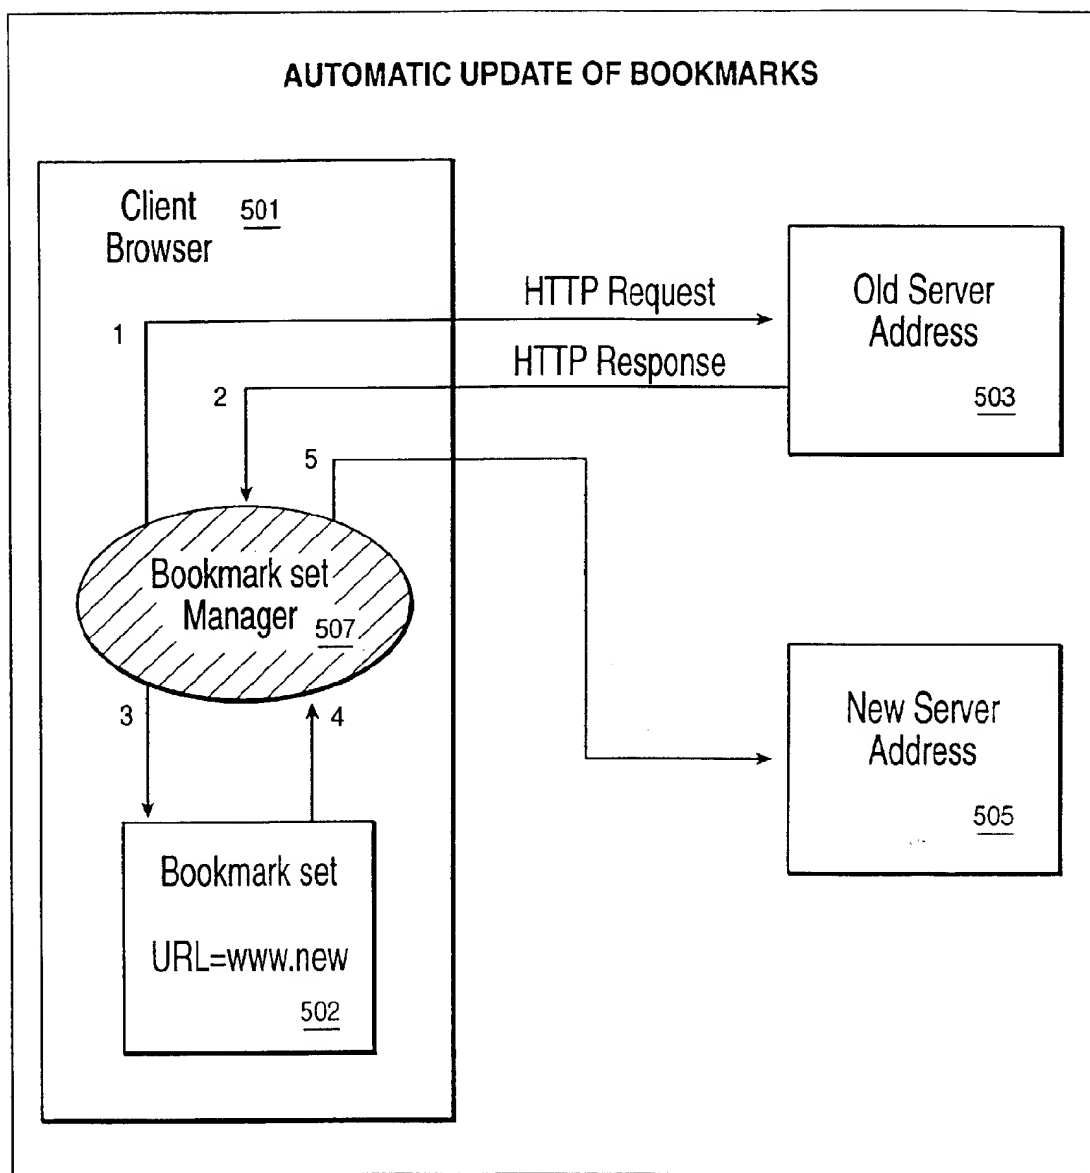 AUTOMATIC UPDATE OF BOOKMARKS
Client
Browser
501
HTTP Request
1
Old Server
Address
503
HTTP Response
2
5
Bookmark set
Manager
507
3
4
New Server
Address
505
Bookmark set
URL=www.new
502